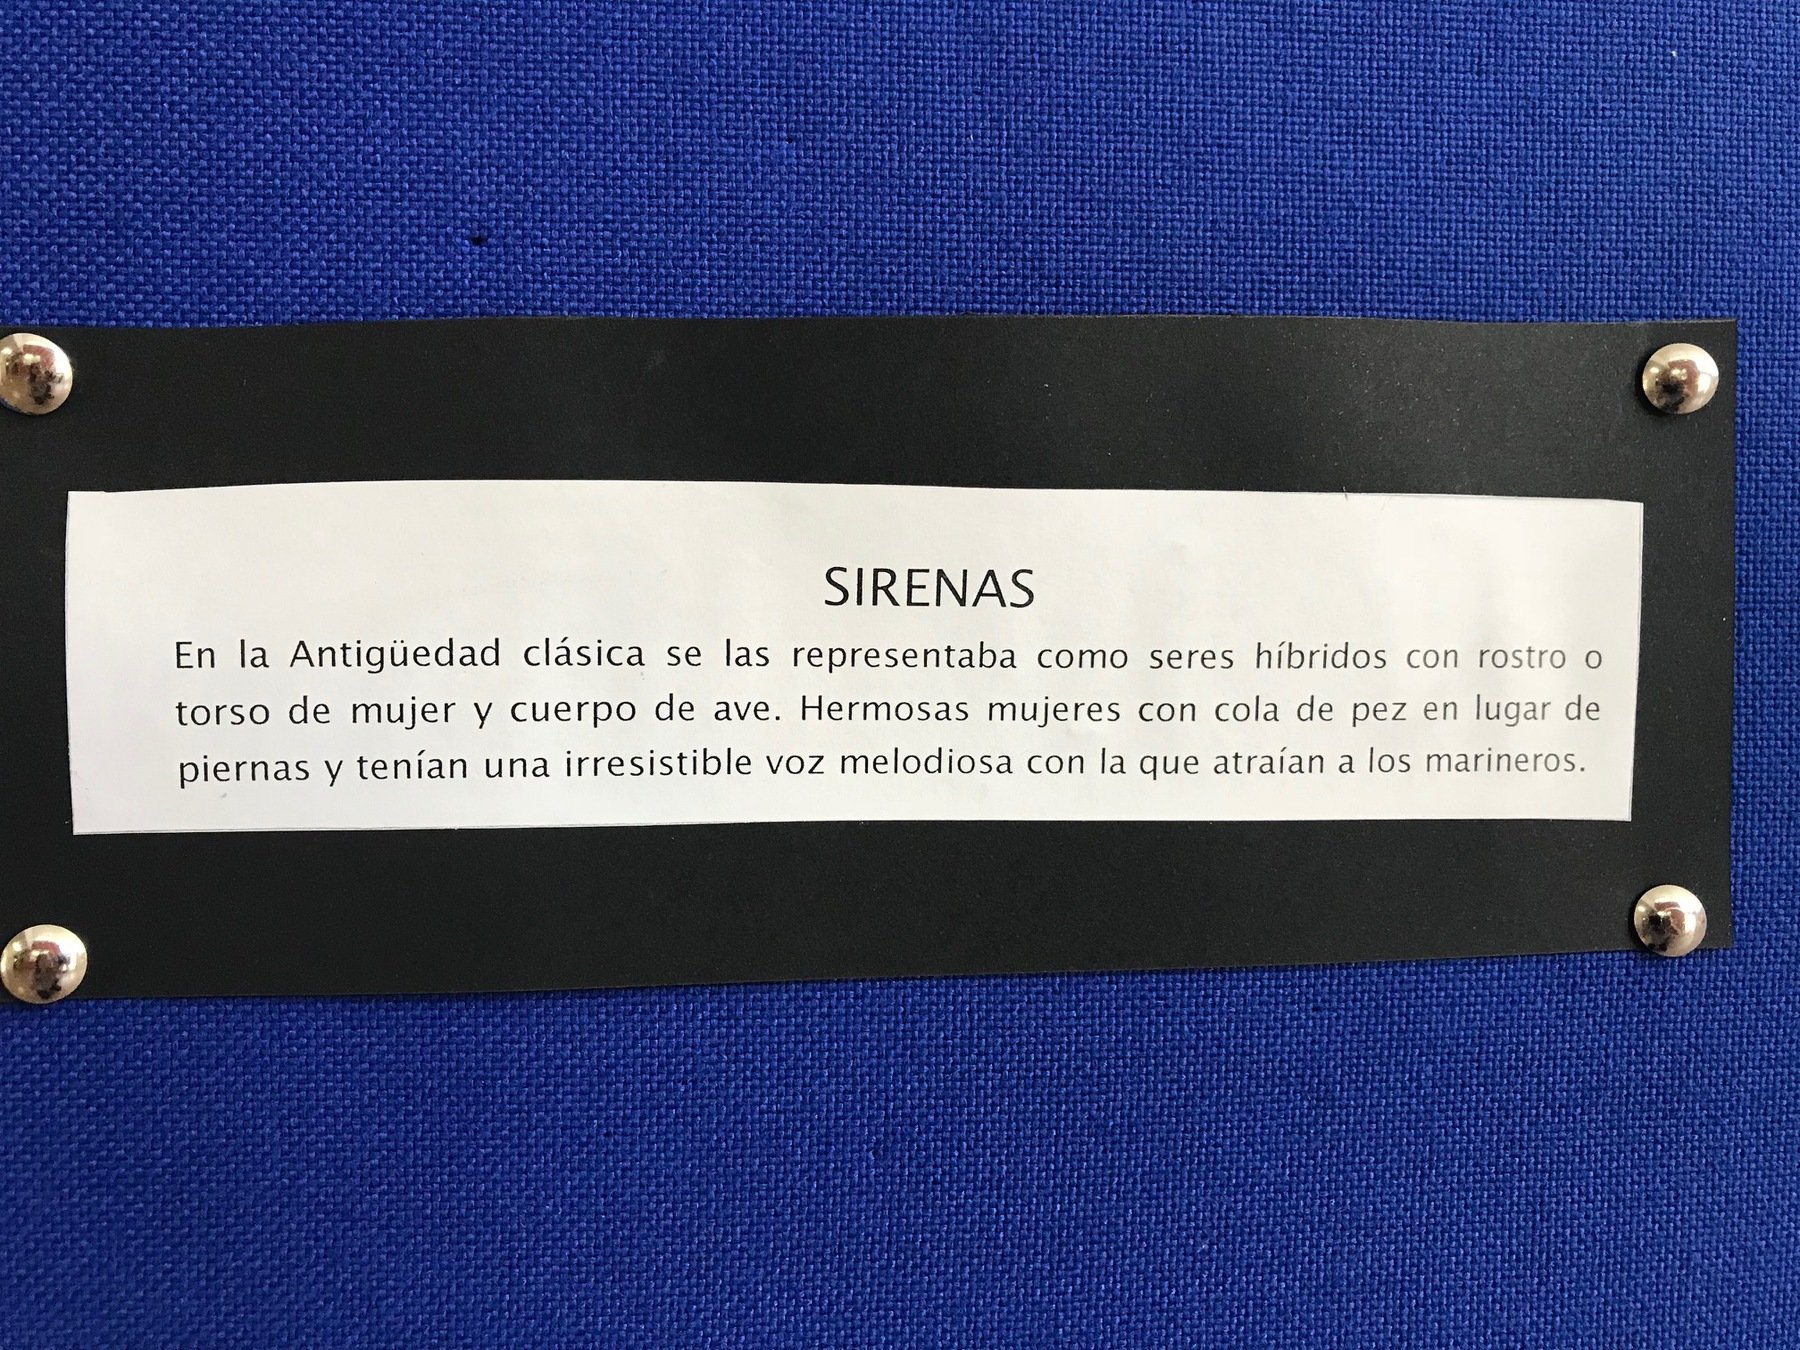 SIRENAS
En la Antigüedad clásica se las representaba como seres híbridos con rostro o
torso de mujer y cuerpo de ave. Hermosas mujeres con cola de pez en lugar de
piernas y tenían una irresistible voz melodiosa con la que atraían a los marineros.